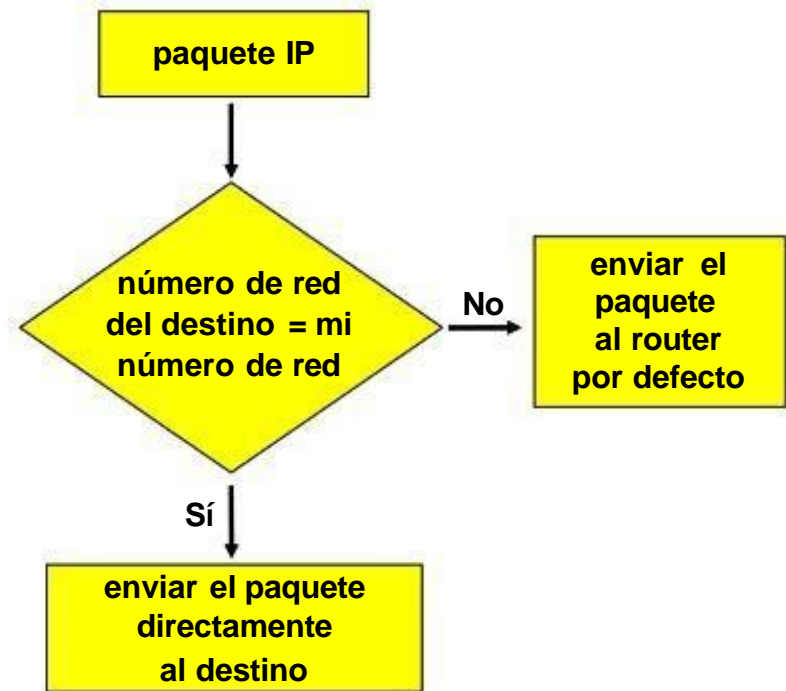 paquete IP
número de red
del destino = mi
número de red
No
enviar el
paquete
al router
por defecto
Sí
enviar el paquete
directamente
al destino